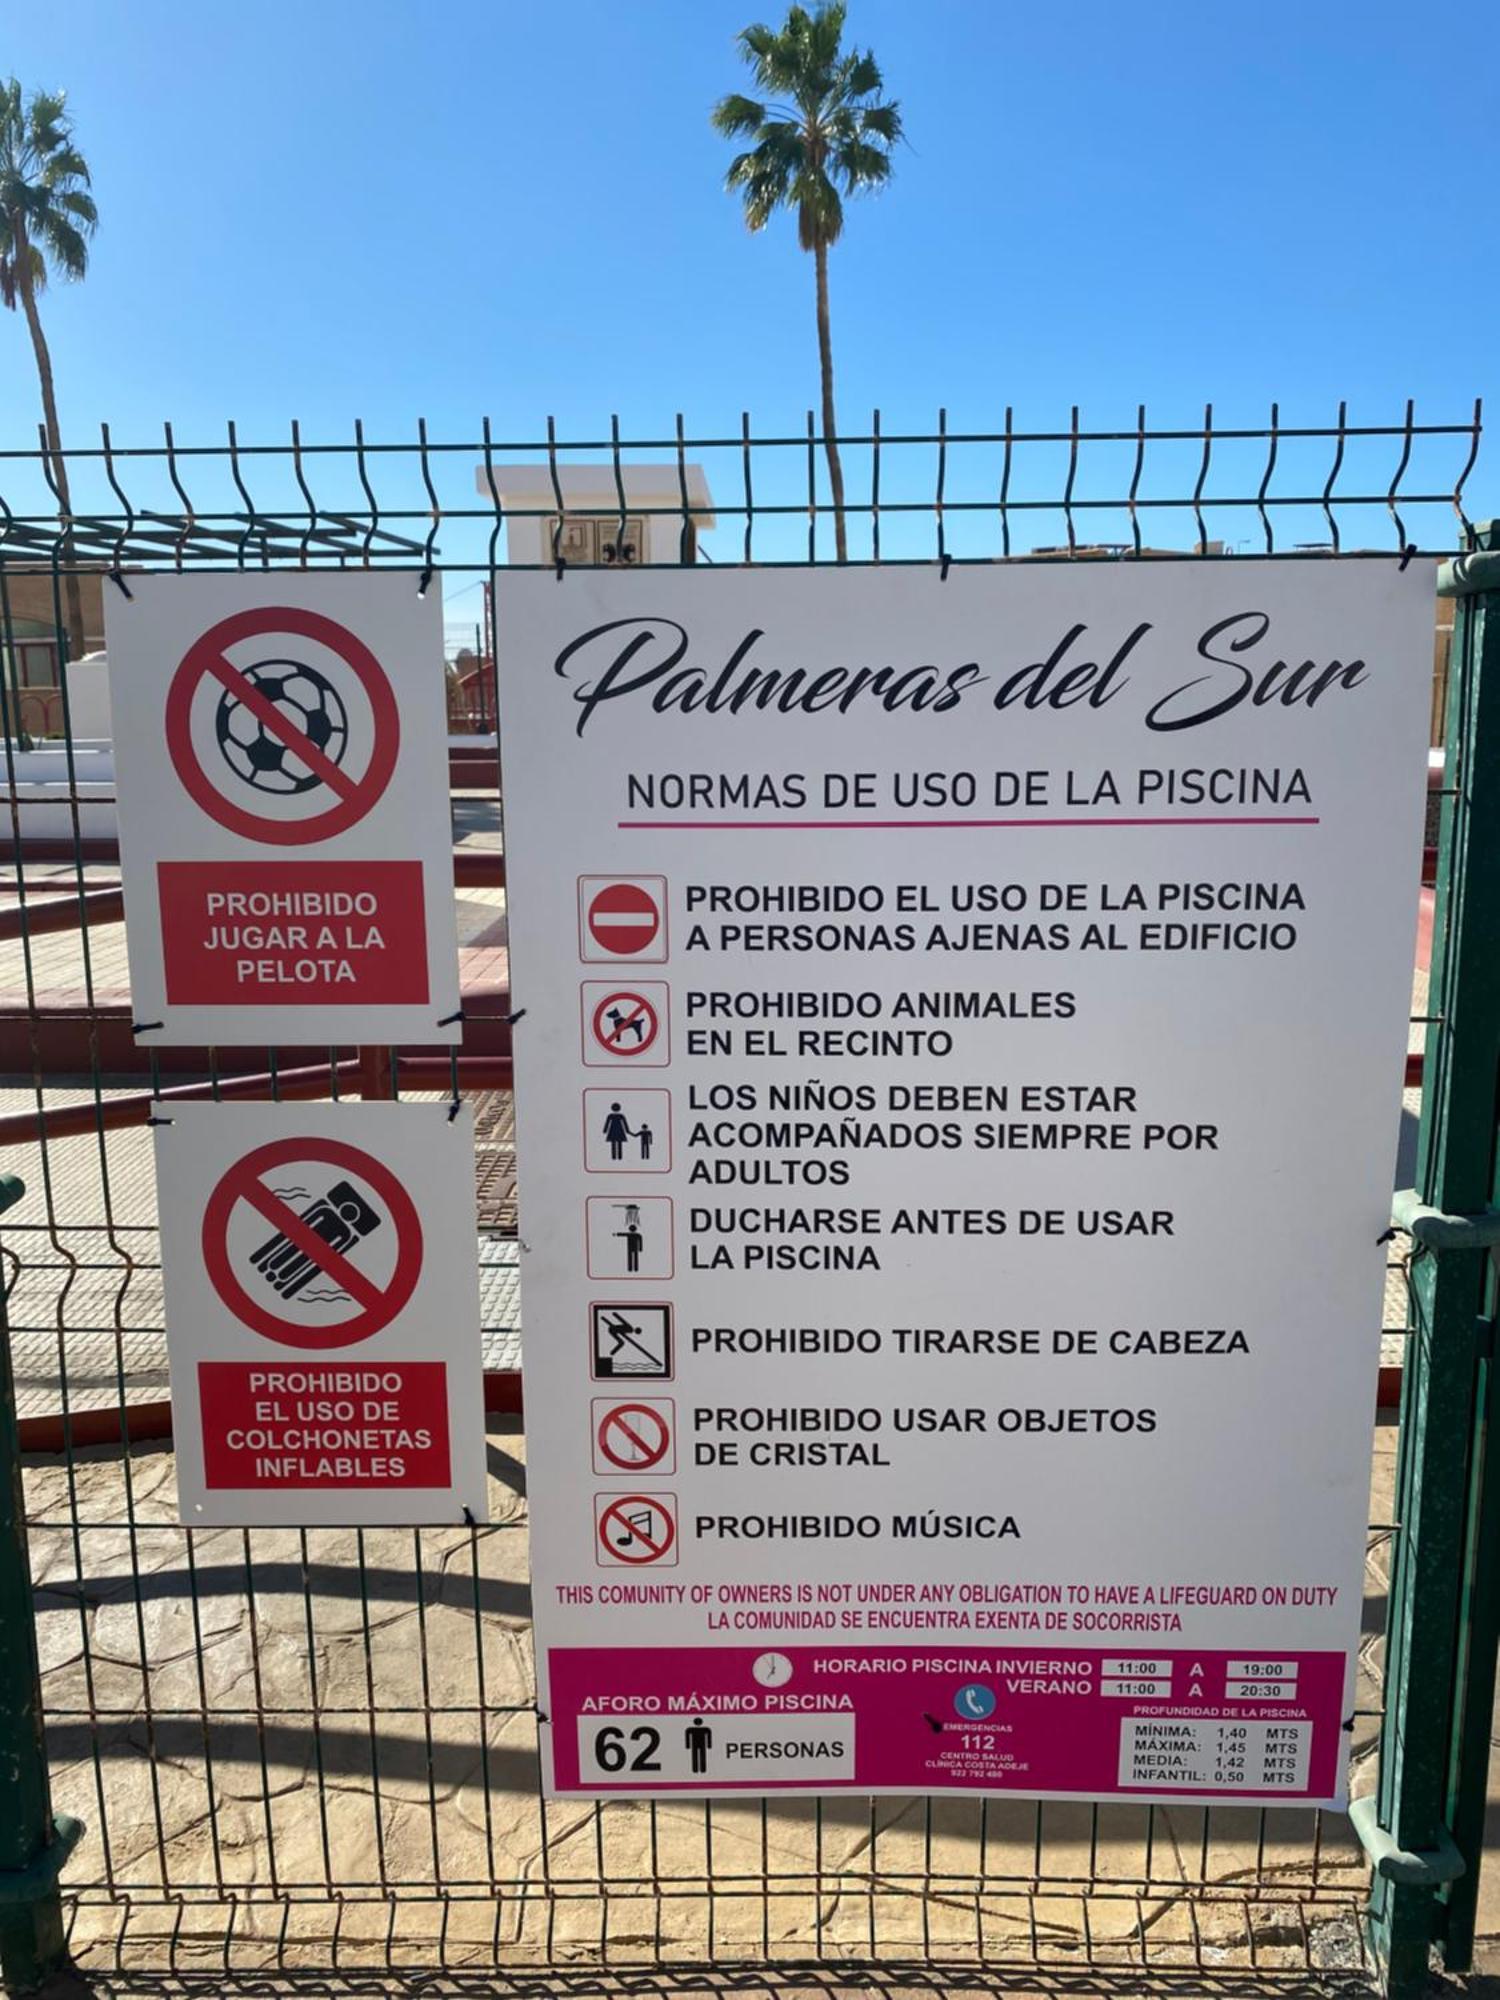 PROHIBIDO
JUGAR A LA
PELOTA
PROHIBIDO
EL USO DE
COLCHONETAS
INFLABLES
Palmeras del Sur
NORMAS DE USO DE LA PISCINA
PROHIBIDO EL USO DE LA PISCINA
A PERSONAS AJENAS AL EDIFICIO
PROHIBIDO ANIMALES
EN EL RECINTO
LOS NIÑOS DEBEN ESTAR
ACOMPAÑADOS SIEMPRE POR
ADULTOS
DUCHARSE ANTES DE USAR
LA PISCINA
PROHIBIDO TIRARSE DE CABEZA
PROHIBIDO USAR OBJETOS
DE CRISTAL
PROHIBIDO MÚSICA
THIS COMUNITY OF OWNERS IS NOT UNDER ANY OBLIGATION TO HAVE A LIFEGUARD ON DUTY
LA COMUNIDAD SE ENCUENTRA EXENTA DE SOCORRISTA
HORARIO PISCINA INVIERNO 11:00 A 19:00
VERANO 11:00 A 20:30
AFORO MÁXIMO PISCINA
62 PERSONAS
EMERGENCIAS
112
CENTRO SALUD
CLÍNICA COSTA ADEJE
922 792 400
PROFUNDIDAD DE LA PISCINA
MÍNIMA: 1,40 MTS
MÁXIMA: 1,45 MTS
MEDIA: 1,42 MTS
INFANTIL: 0,50 MTS